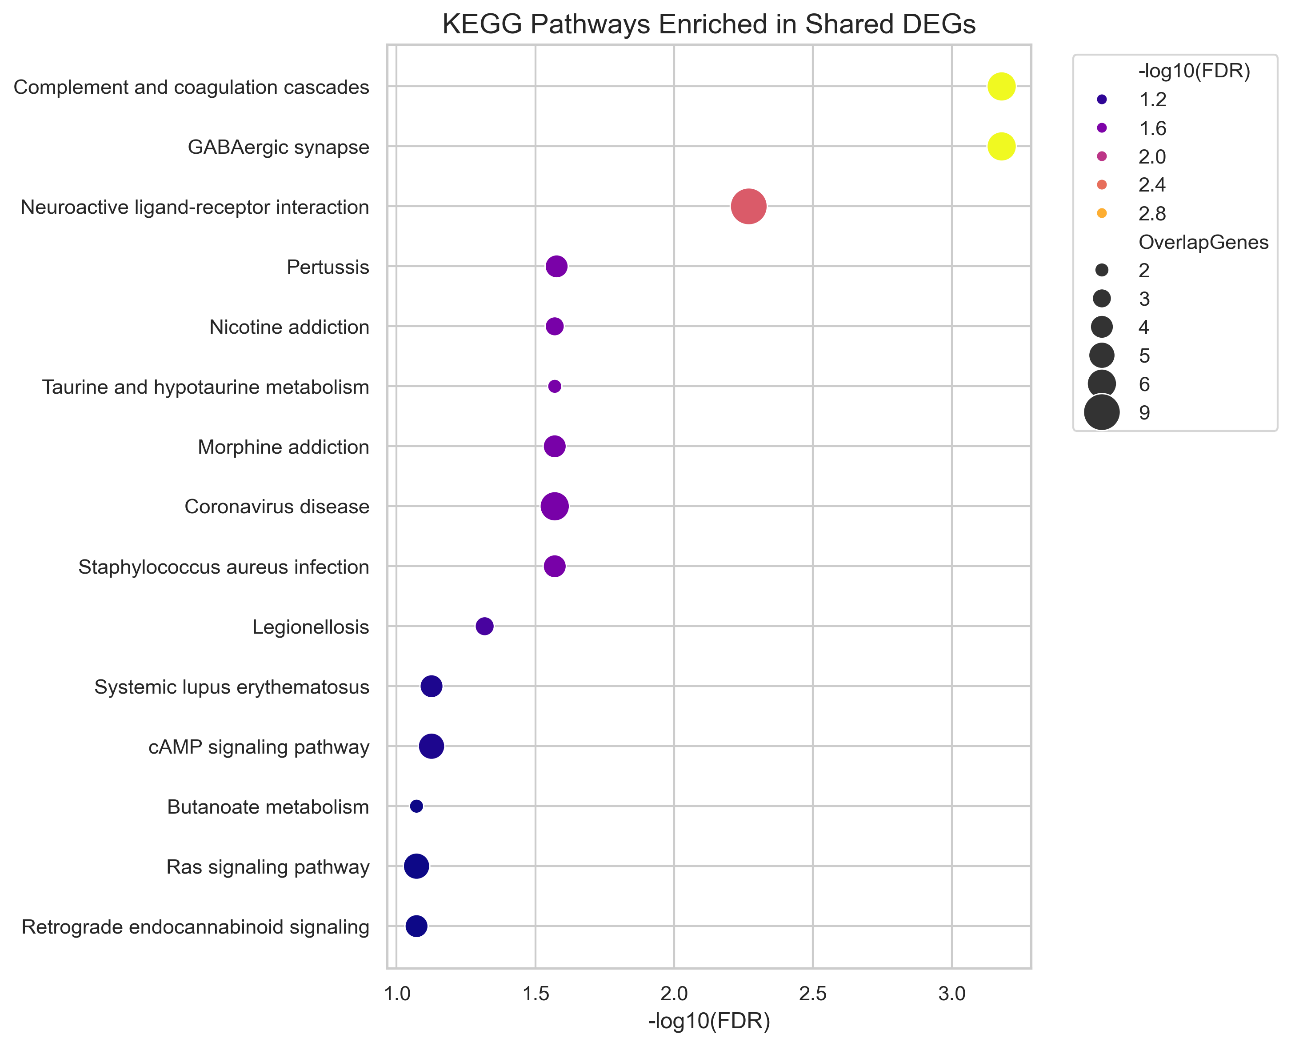 KEGG Pathways Enriched in Shared DEGs
Complement and coagulation cascades
GABAergic synapse
Neuroactive ligand-receptor interaction
Pertussis
Nicotine addiction
Taurine and hypotaurine metabolism
Morphine addiction
Coronavirus disease
Staphylococcus aureus infection
Legionellosis
Systemic lupus erythematosus
cAMP signaling pathway
Butanoate metabolism
Ras signaling pathway
Retrograde endocannabinoid signaling
1.0 1.5 2.0 2.5 3.0
-log10(FDR)
-log10(FDR)
1.2
1.6
2.0
2.4
2.8
OverlapGenes
2
3
4
5
6
9